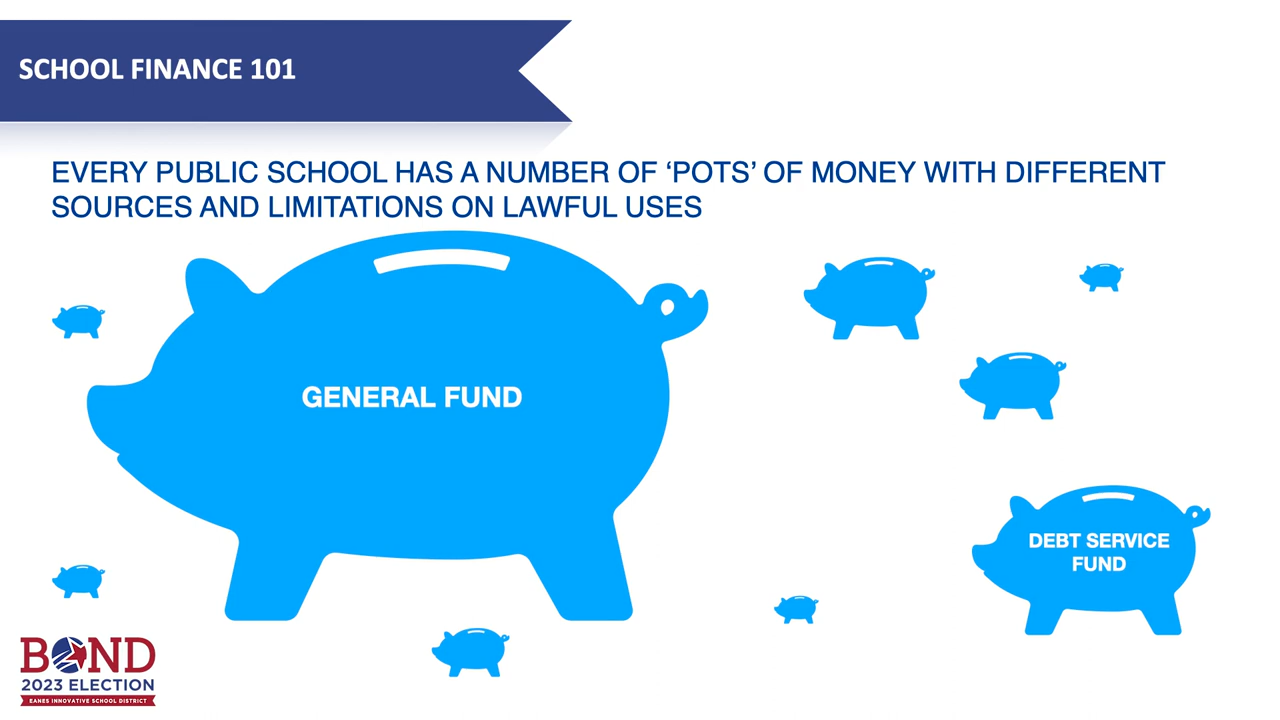 SCHOOL FINANCE 101
EVERY PUBLIC SCHOOL HAS A NUMBER OF ‘POTS’ OF MONEY WITH DIFFERENT
SOURCES AND LIMITATIONS ON LAWFUL USES
GENERAL FUND
DEBT SERVICE
FUND
BOND
2023 ELECTION
EANES INNOVATIVE SCHOOL DISTRICT